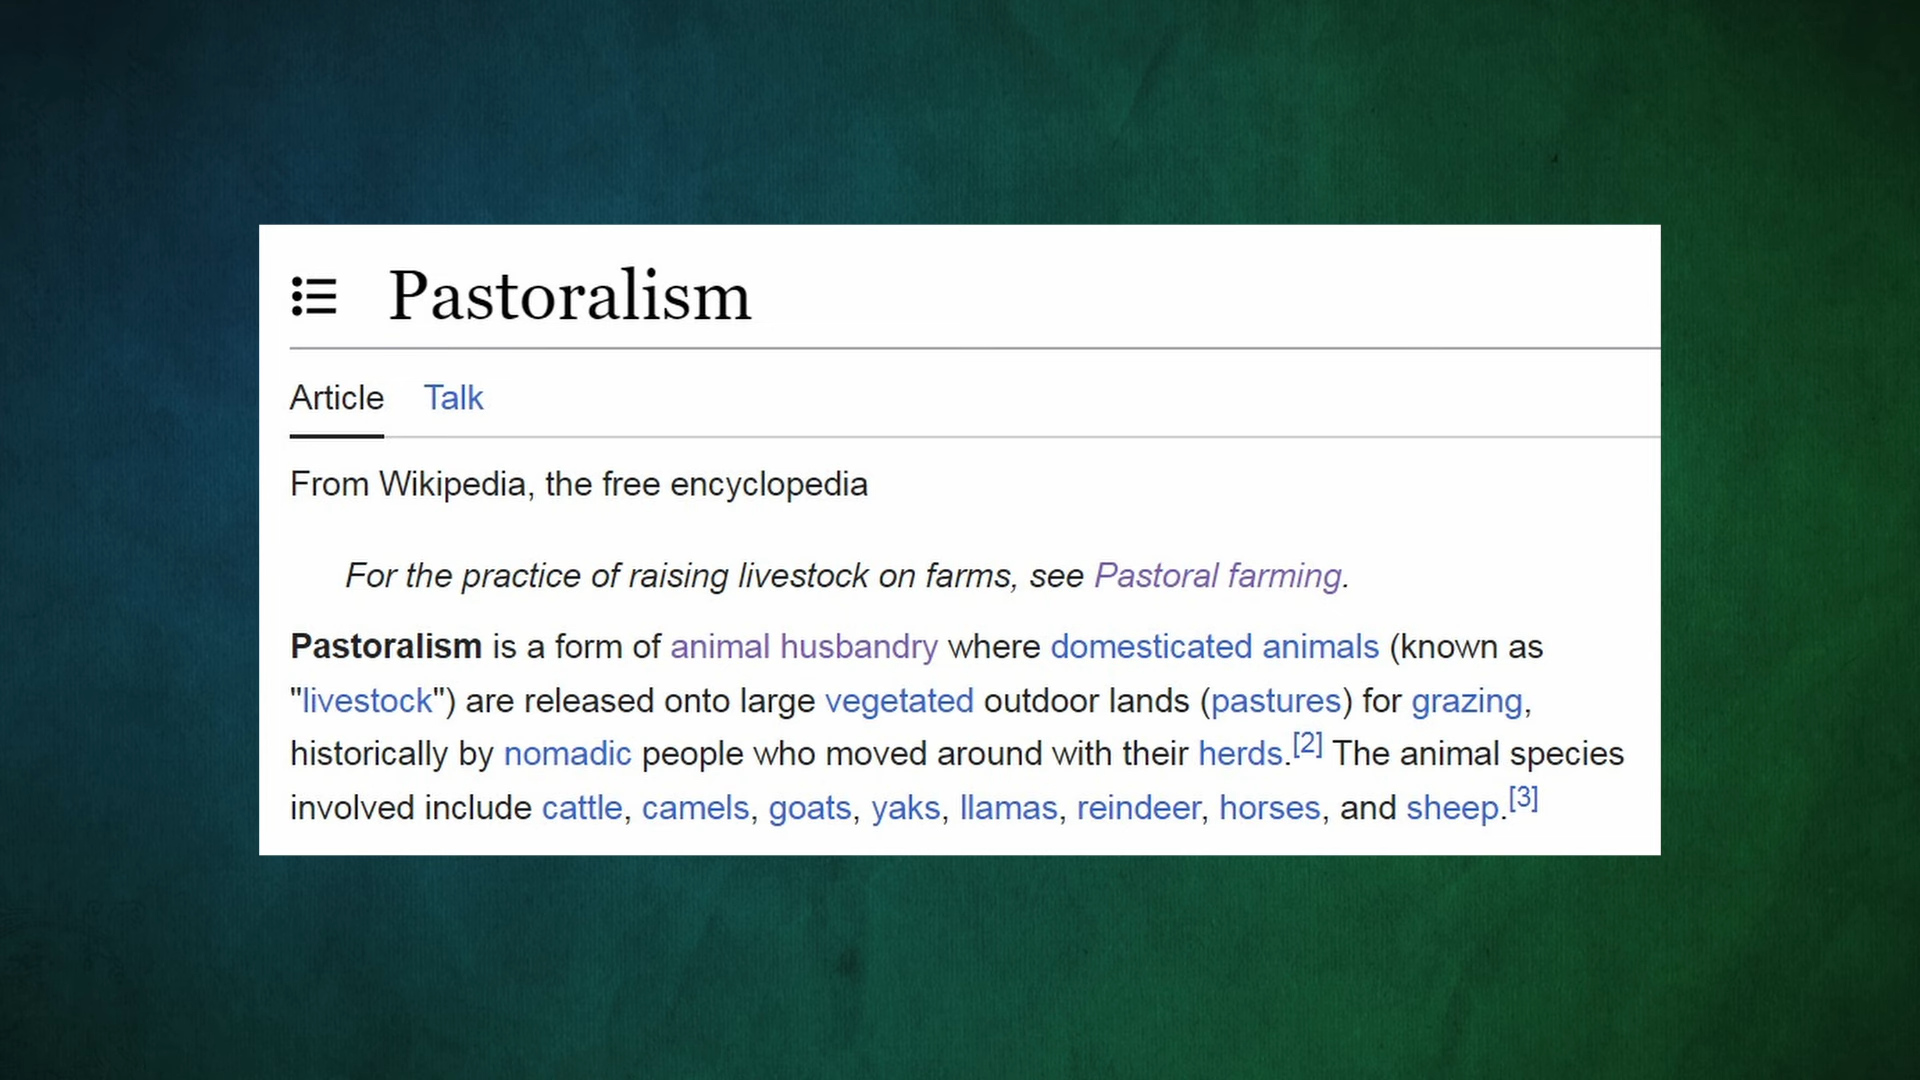 Pastoralism
Article Talk
From Wikipedia, the free encyclopedia
For the practice of raising livestock on farms, see Pastoral farming.
Pastoralism is a form of animal husbandry where domesticated animals (known as
"livestock") are released onto large vegetated outdoor lands (pastures) for grazing,
historically by nomadic people who moved around with their herds.[2] The animal species
involved include cattle, camels, goats, yaks, llamas, reindeer, horses, and sheep.[3]